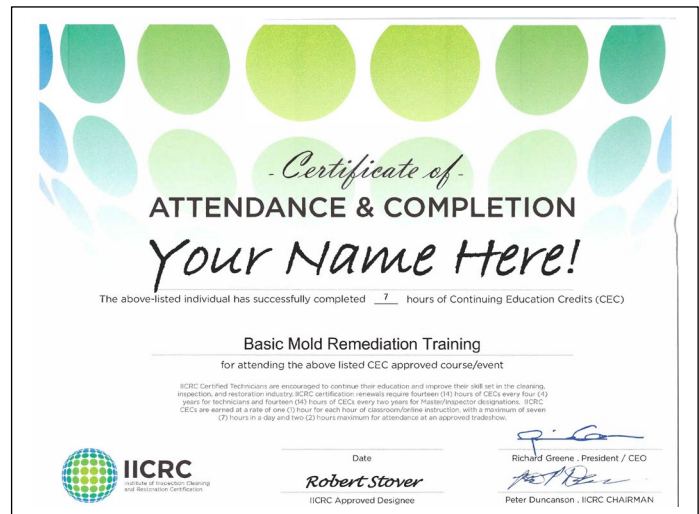 - Certificate of -
ATTENDANCE & COMPLETION
Your Name Here!
The above-listed individual has successfully completed 7 hours of Continuing Education Credits (CEC)
Basic Mold Remediation Training
for attending the above listed CEC approved course/event
IICRC Certified Technicians are encouraged to continue their education and improve their skill set in the cleaning,
inspection, and restoration industry. IICRC certification renewals require fourteen (14) hours of CECs every four (4)
years for technicians and fourteen (14) hours of CECs every two years for Master/Inspector designations. IICRC
CECs are earned at a rate of one (1) hour for each hour of classroom/online instruction, with a maximum of seven
(7) hours in a day and two (2) hours maximum for attendance at an approved tradeshow.
IICRC
Institute of Inspection Cleaning
and Restoration Certification
Date
Robert Stover
IICRC Approved Designee
Richard Greene . President / CEO
Peter Duncanson . IICRC CHAIRMAN